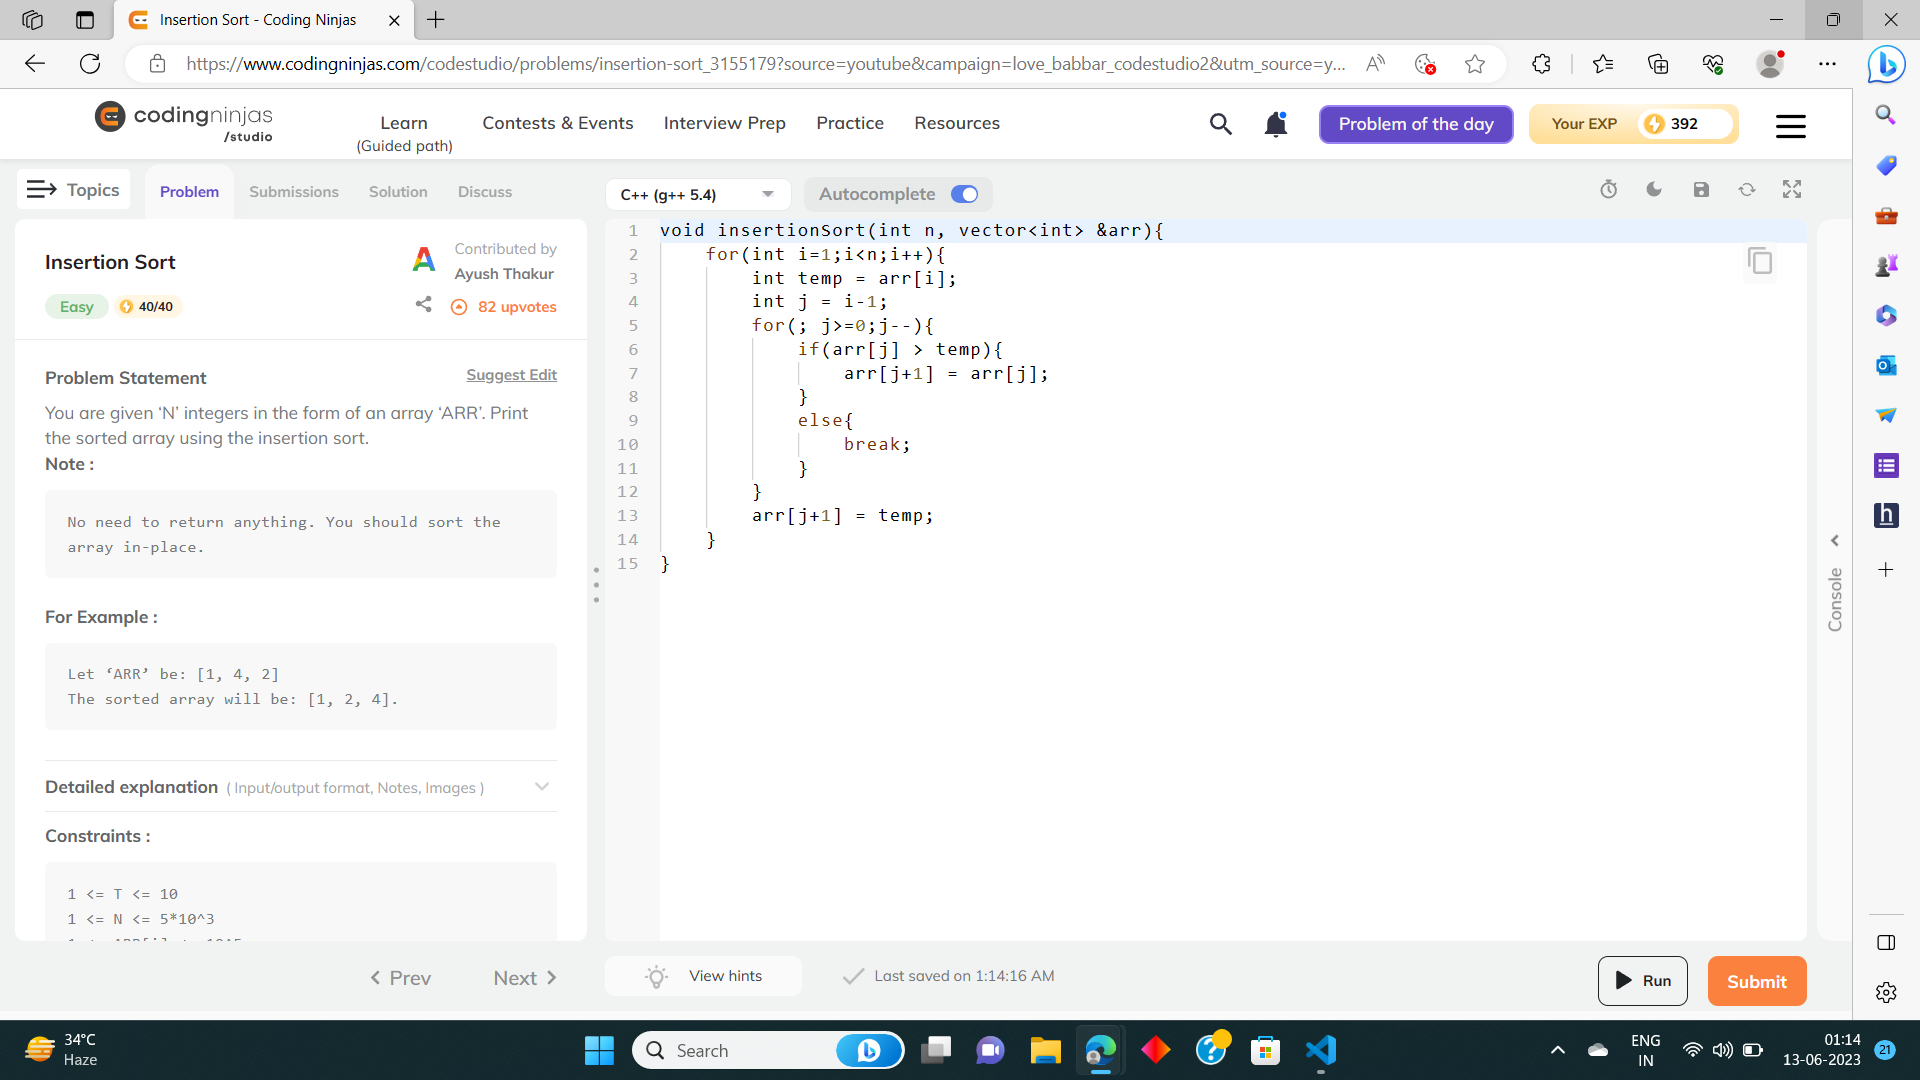 Insertion Sort - Coding Ninjas
https://www.codingninjas.com/codestudio/problems/insertion-sort_3155179?source=youtube&campaign=love_babbar_codestudio2&utm_source=y...
codingninjas
/studio
Learn
(Guided path)
Contests & Events
Interview Prep
Practice
Resources
Problem of the day
Your EXP
392
Topics
Problem
Submissions
Solution
Discuss
C++ (g++ 5.4)
Autocomplete
Insertion Sort
Contributed by
Ayush Thakur
Easy
40/40
82 upvotes
Problem Statement
Suggest Edit
You are given ‘N’ integers in the form of an array ‘ARR’. Print
the sorted array using the insertion sort.
Note :
No need to return anything. You should sort the
array in-place.
For Example :
Let ‘ARR’ be: [1, 4, 2]
The sorted array will be: [1, 2, 4].
Detailed explanation ( Input/output format, Notes, Images )
Constraints :
1 <= T <= 10
1 <= N <= 5*10^3
Prev
Next
1 void insertionSort(int n, vector<int> &arr){
2     for(int i=1;i<n;i++){
3         int temp = arr[i];
4         int j = i-1;
5         for(; j>=0;j--){
6             if(arr[j] > temp){
7                 arr[j+1] = arr[j];
8             }
9             else{
10                 break;
11             }
12         }
13         arr[j+1] = temp;
14     }
15 }
Console
View hints
Last saved on 1:14:16 AM
Run
Submit
34°C
Haze
Search
ENG
IN
01:14
13-06-2023
21